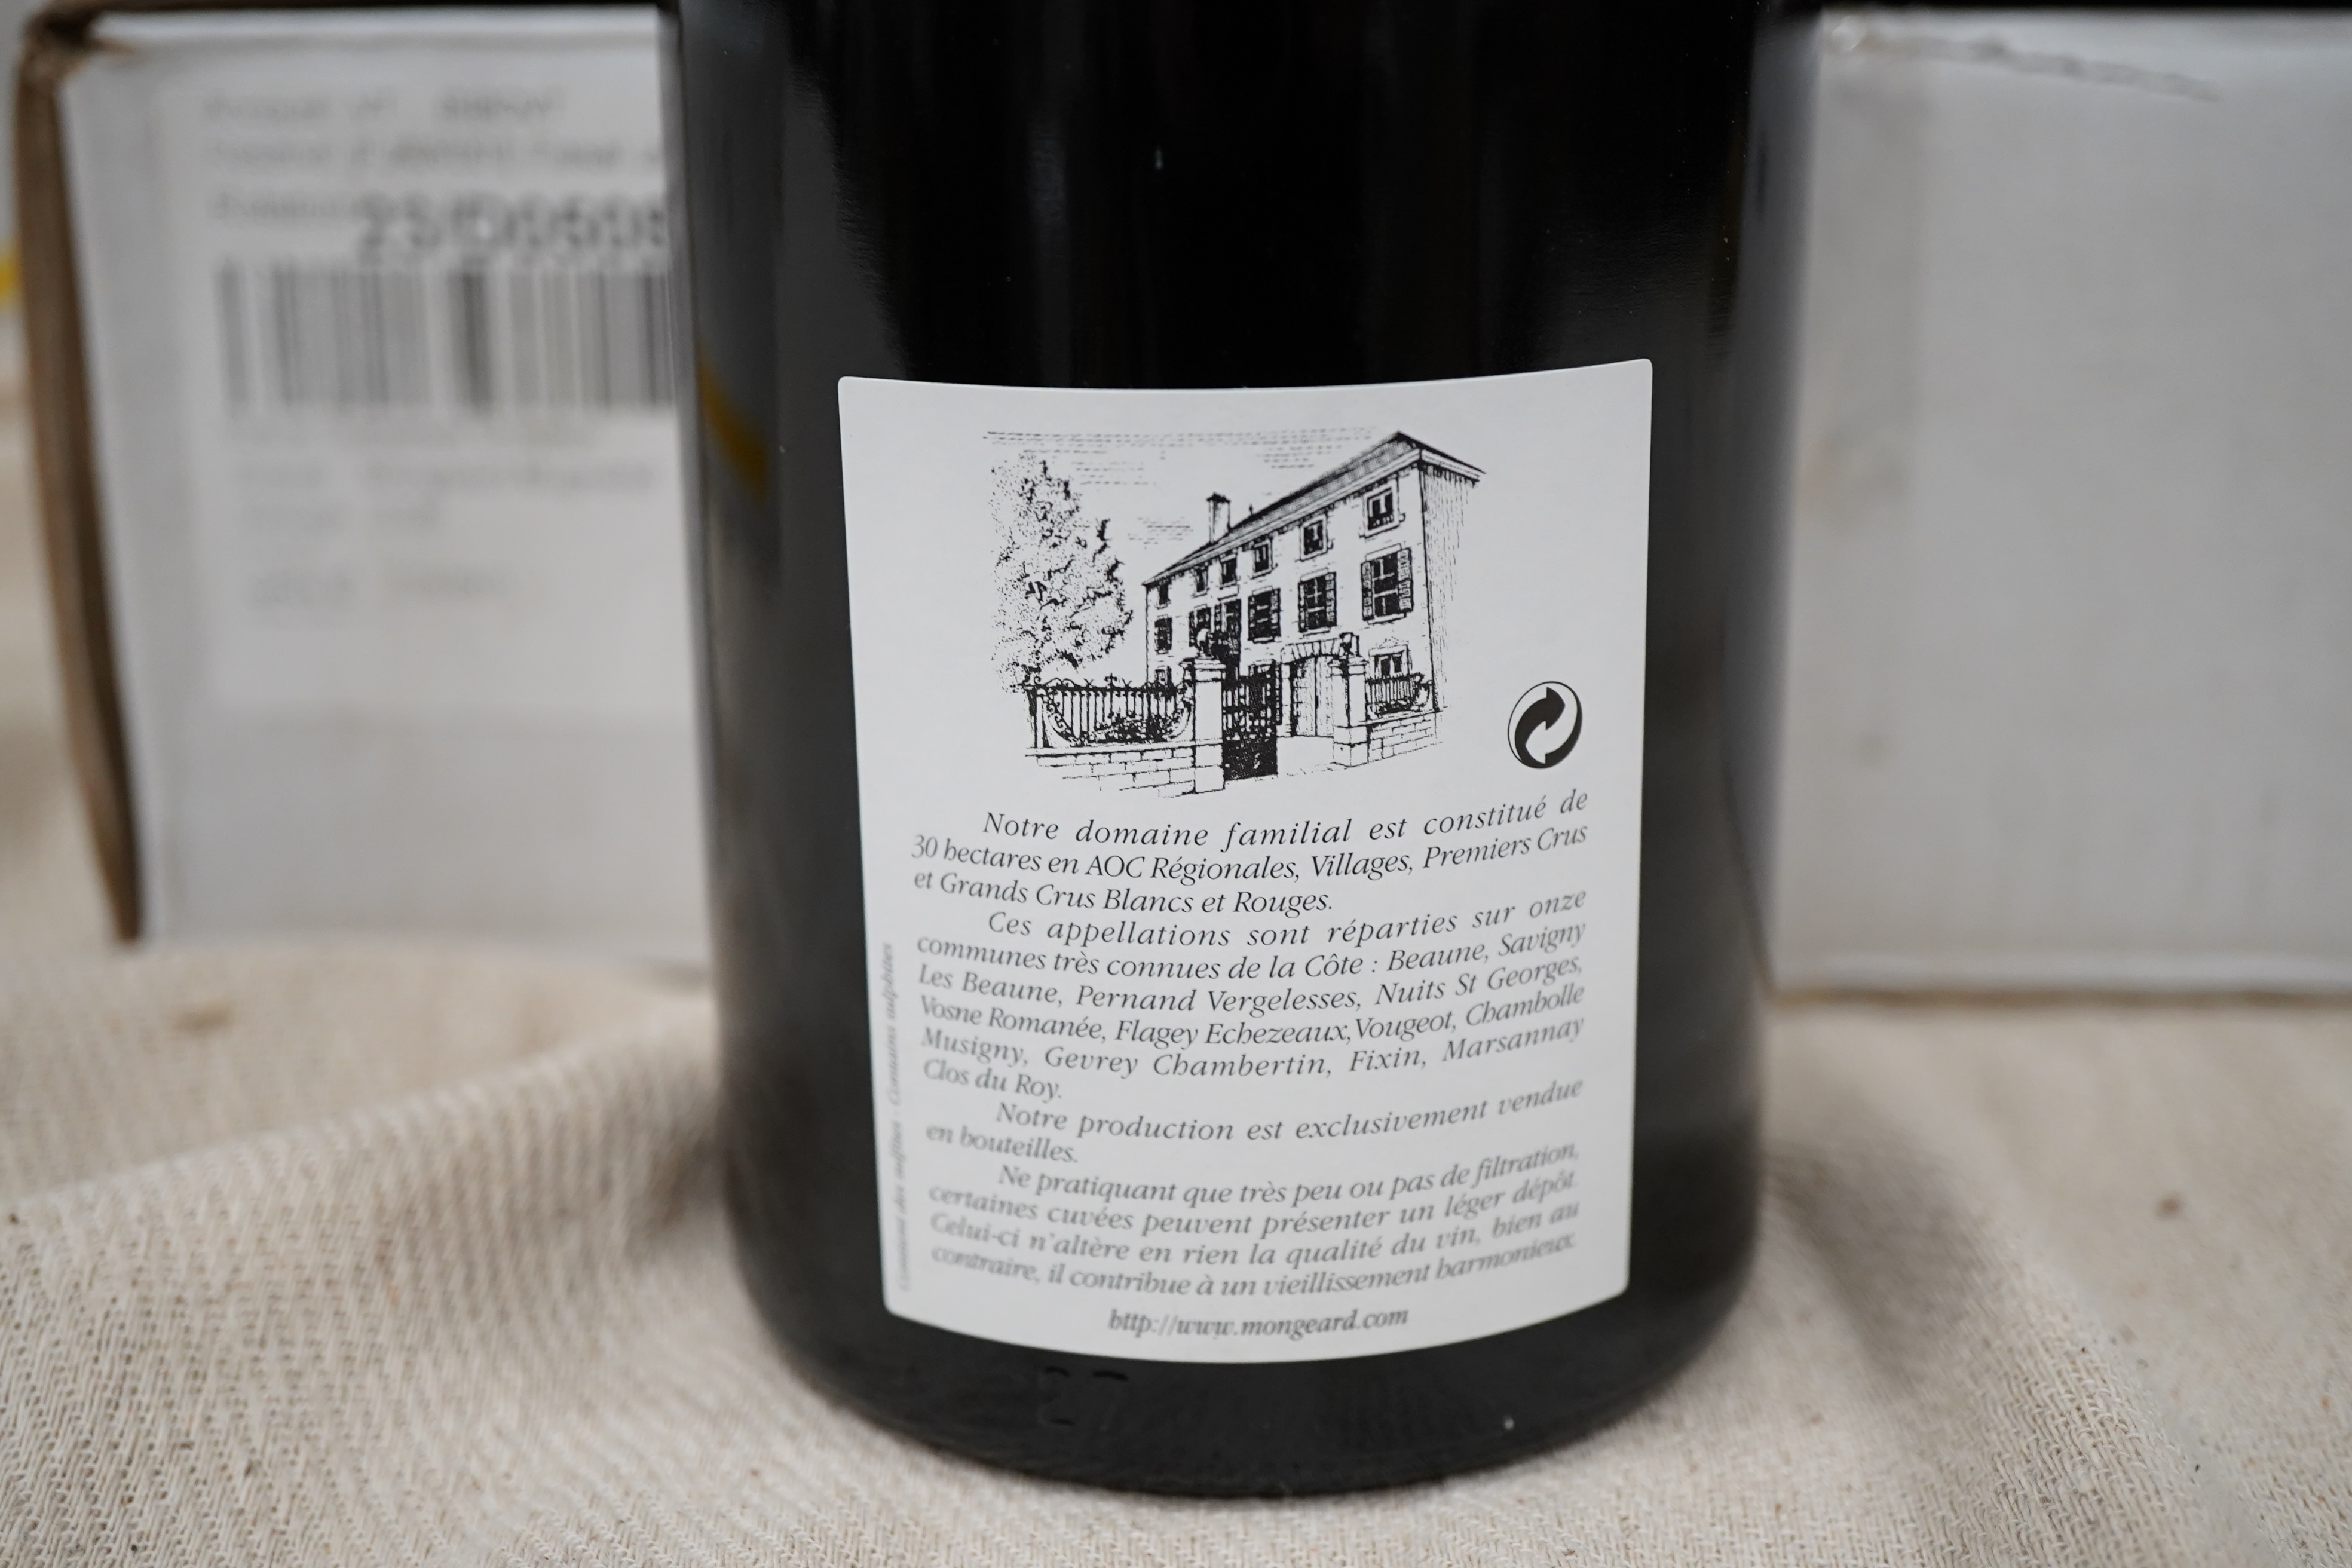 Notre domaine familial est constitué de
30 hectares en AOC Régionales, Villages, Premiers Crus
et Grands Crus Blancs et Rouges.
Ces appellations sont réparties sur onze
communes très connues de la Côte : Beaune, Savigny
Les Beaune, Pernand Vergelesses, Nuits St Georges,
Vosne Romanée, Flagey Echezeaux, Vougeot, Chambolle
Musigny, Gevrey Chambertin, Fixin, Marsannay
Clos du Roy.
Notre production est exclusivement vendue
en bouteilles.
Ne pratiquant que très peu ou pas de filtration,
certaines cuvées peuvent présenter un léger dépôt.
Celui-ci n'altère en rien la qualité du vin, bien au
contraire, il contribue à un vieillissement harmonieux.
http://www.mongeard.com
Contient des sulfites - Contains sulphites